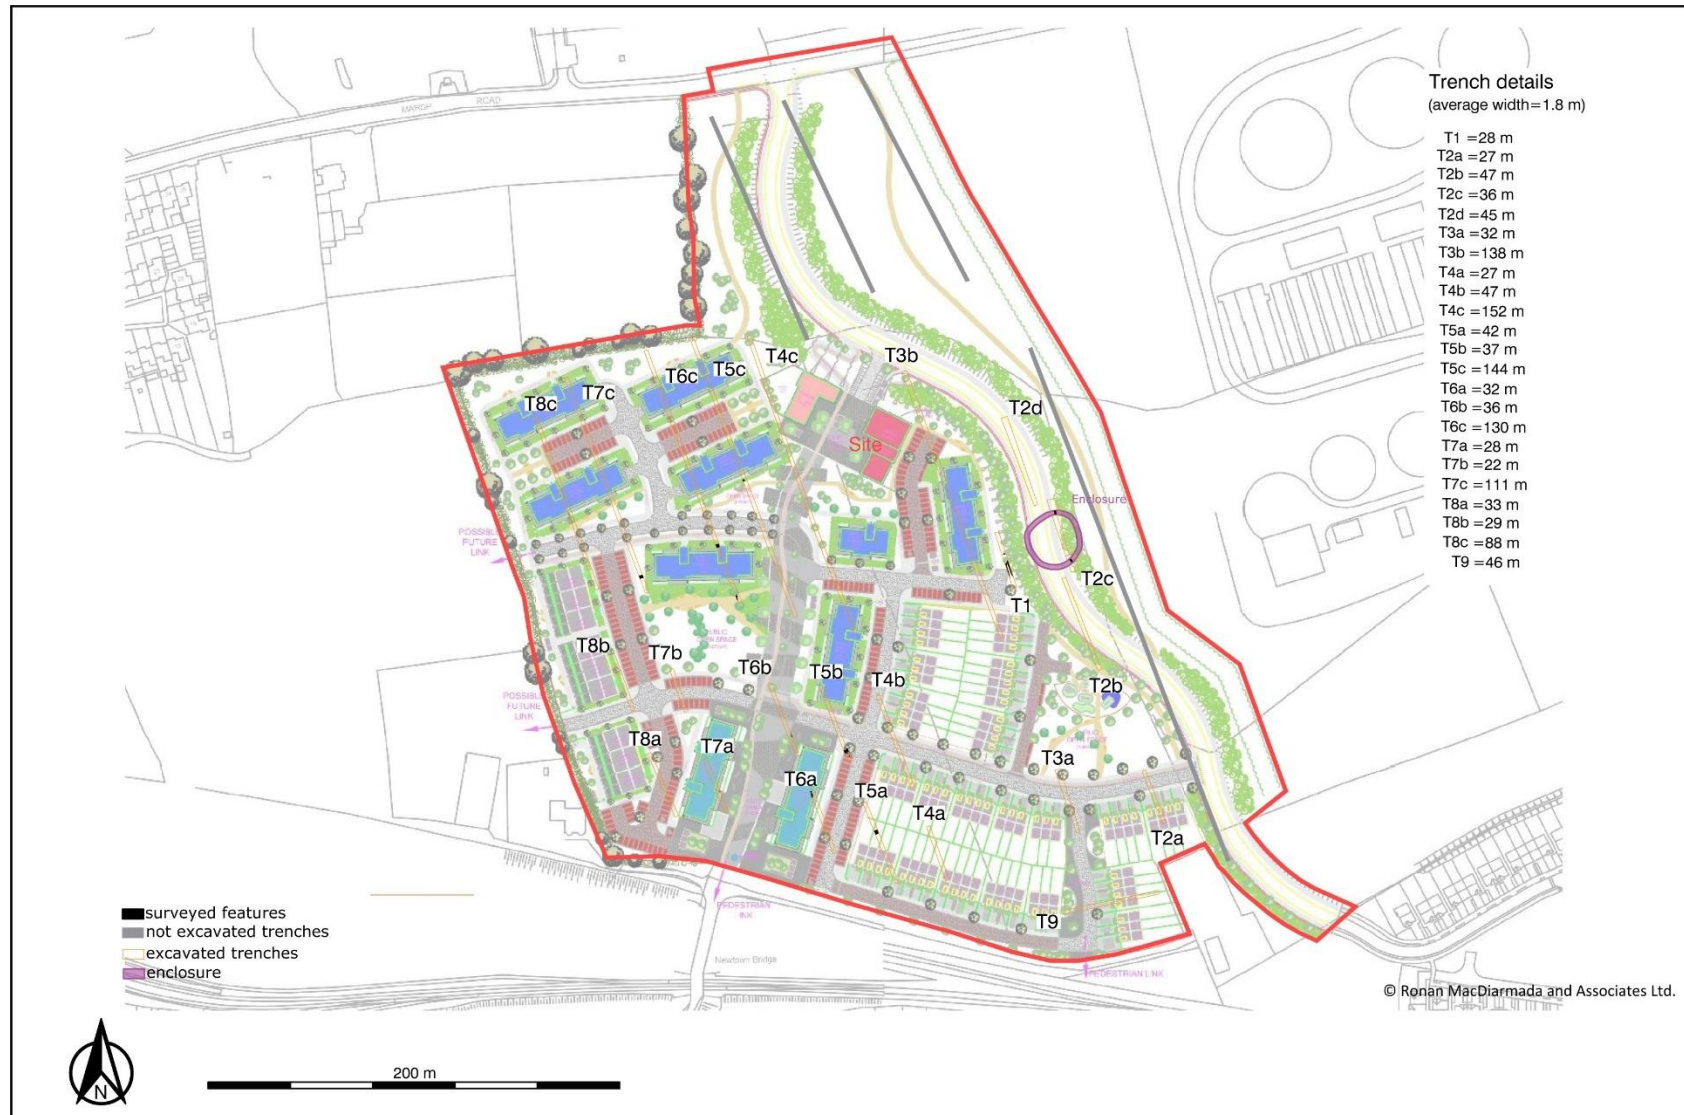 MARSH ROAD
Trench details
(average width=1.8 m)
T1 =28 m
T2a =27 m
T2b =47 m
T2c =36 m
T2d =45 m
T3a =32 m
T3b =138 m
T4a =27 m
T4b =47 m
T4c =152 m
T5a =42 m
T5b =37 m
T5c =144 m
T6a =32 m
T6b =36 m
T6c =130 m
T7a =28 m
T7b =22 m
T7c =111 m
T8a =33 m
T8b =29 m
T8c =88 m
T9 =46 m
T4c
T3b
T5c
T6c
T7c
T8c
T2d
Site
Enclosure
POSSIBLE
FUTURE
LINK
T2c
T1
T8b
T7b
T6b
T5b
T4b
T2b
POSSIBLE
FUTURE
LINK
T8a
T7a
T6a
T3a
T5a
T4a
T2a
T9
PEDESTRIAN
Newtown Bridge
PEDESTRIAN LINK
surveyed features
not excavated trenches
excavated trenches
enclosure
© Ronan MacDiarmada and Associates Ltd.
N
200 m